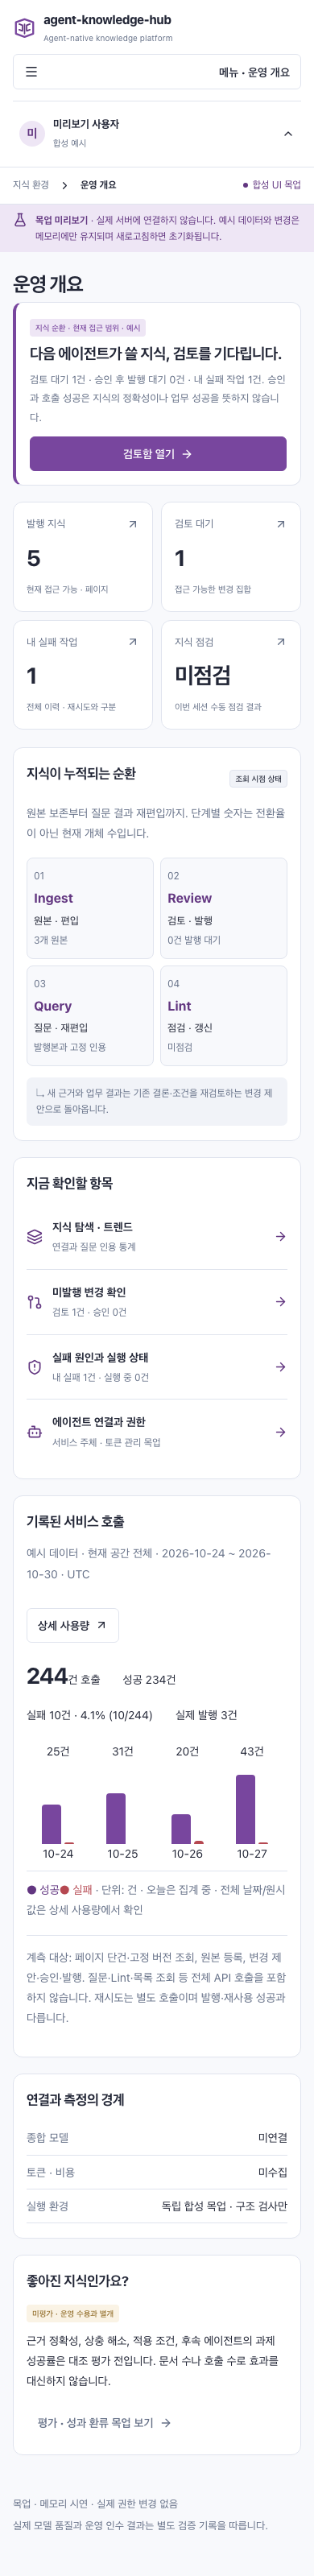 agent-knowledge-hub
Agent-native knowledge platform
메뉴 · 운영 개요
미
미리보기 사용자
합성 예시
지식 환경
운영 개요
합성 UI 목업
목업 미리보기 · 실제 서버에 연결하지 않습니다. 예시 데이터와 변경은
메모리에만 유지되며 새로고침하면 초기화됩니다.
운영 개요
지식 순환 · 현재 접근 범위 · 예시
다음 에이전트가 쓸 지식, 검토를 기다립니다.
검토 대기 1건 · 승인 후 발행 대기 0건 · 내 실패 작업 1건. 승인
과 호출 성공은 지식의 정확성이나 업무 성공을 뜻하지 않습니
다.
검토함 열기
발행 지식
5
현재 접근 가능 · 페이지
검토 대기
1
접근 가능한 변경 집합
내 실패 작업
1
전체 이력 · 재시도와 구분
지식 점검
미점검
이번 세션 수동 점검 결과
지식이 누적되는 순환
조회 시점 상태
원본 보존부터 질문 결과 재편입까지. 단계별 숫자는 전환율
이 아닌 현재 개체 수입니다.
01
Ingest
원본 · 편입
3개 원본
02
Review
검토 · 발행
0건 발행 대기
03
Query
질문 · 재편입
발행본과 고정 인용
04
Lint
점검 · 갱신
미점검
새 근거와 업무 결과는 기존 결론·조건을 재검토하는 변경 제
안으로 돌아옵니다.
지금 확인할 항목
지식 탐색 · 트렌드
연결과 질문 인용 통계
미발행 변경 확인
검토 1건 · 승인 0건
실패 원인과 실행 상태
내 실패 1건 · 실행 중 0건
에이전트 연결과 권한
서비스 주체 · 토큰 관리 목업
기록된 서비스 호출
예시 데이터 · 현재 공간 전체 · 2026-10-24 ~ 2026-
10-30 · UTC
상세 사용량
244건 호출 성공 234건
실패 10건 · 4.1% (10/244) 실제 발행 3건
25건 31건 20건 43건
10-24 10-25 10-26 10-27
성공 실패 · 단위: 건 · 오늘은 집계 중 · 전체 날짜/원시
값은 상세 사용량에서 확인
계측 대상: 페이지 단건·고정 버전 조회, 원본 등록, 변경 제
안·승인·발행. 질문·Lint·목록 조회 등 전체 API 호출을 포함
하지 않습니다. 재시도는 별도 호출이며 발행·재사용 성공과
다릅니다.
연결과 측정의 경계
종합 모델 미연결
토큰 · 비용 미수집
실행 환경 독립 합성 목업 · 구조 검사만
좋아진 지식인가요?
미평가 · 운영 수용과 별개
근거 정확성, 상충 해소, 적용 조건, 후속 에이전트의 과제
성공률은 대조 평가 전입니다. 문서 수나 호출 수로 효과를
대신하지 않습니다.
평가 · 성과 환류 목업 보기
목업 · 메모리 시연 · 실제 권한 변경 없음
실제 모델 품질과 운영 인수 결과는 별도 검증 기록을 따릅니다.